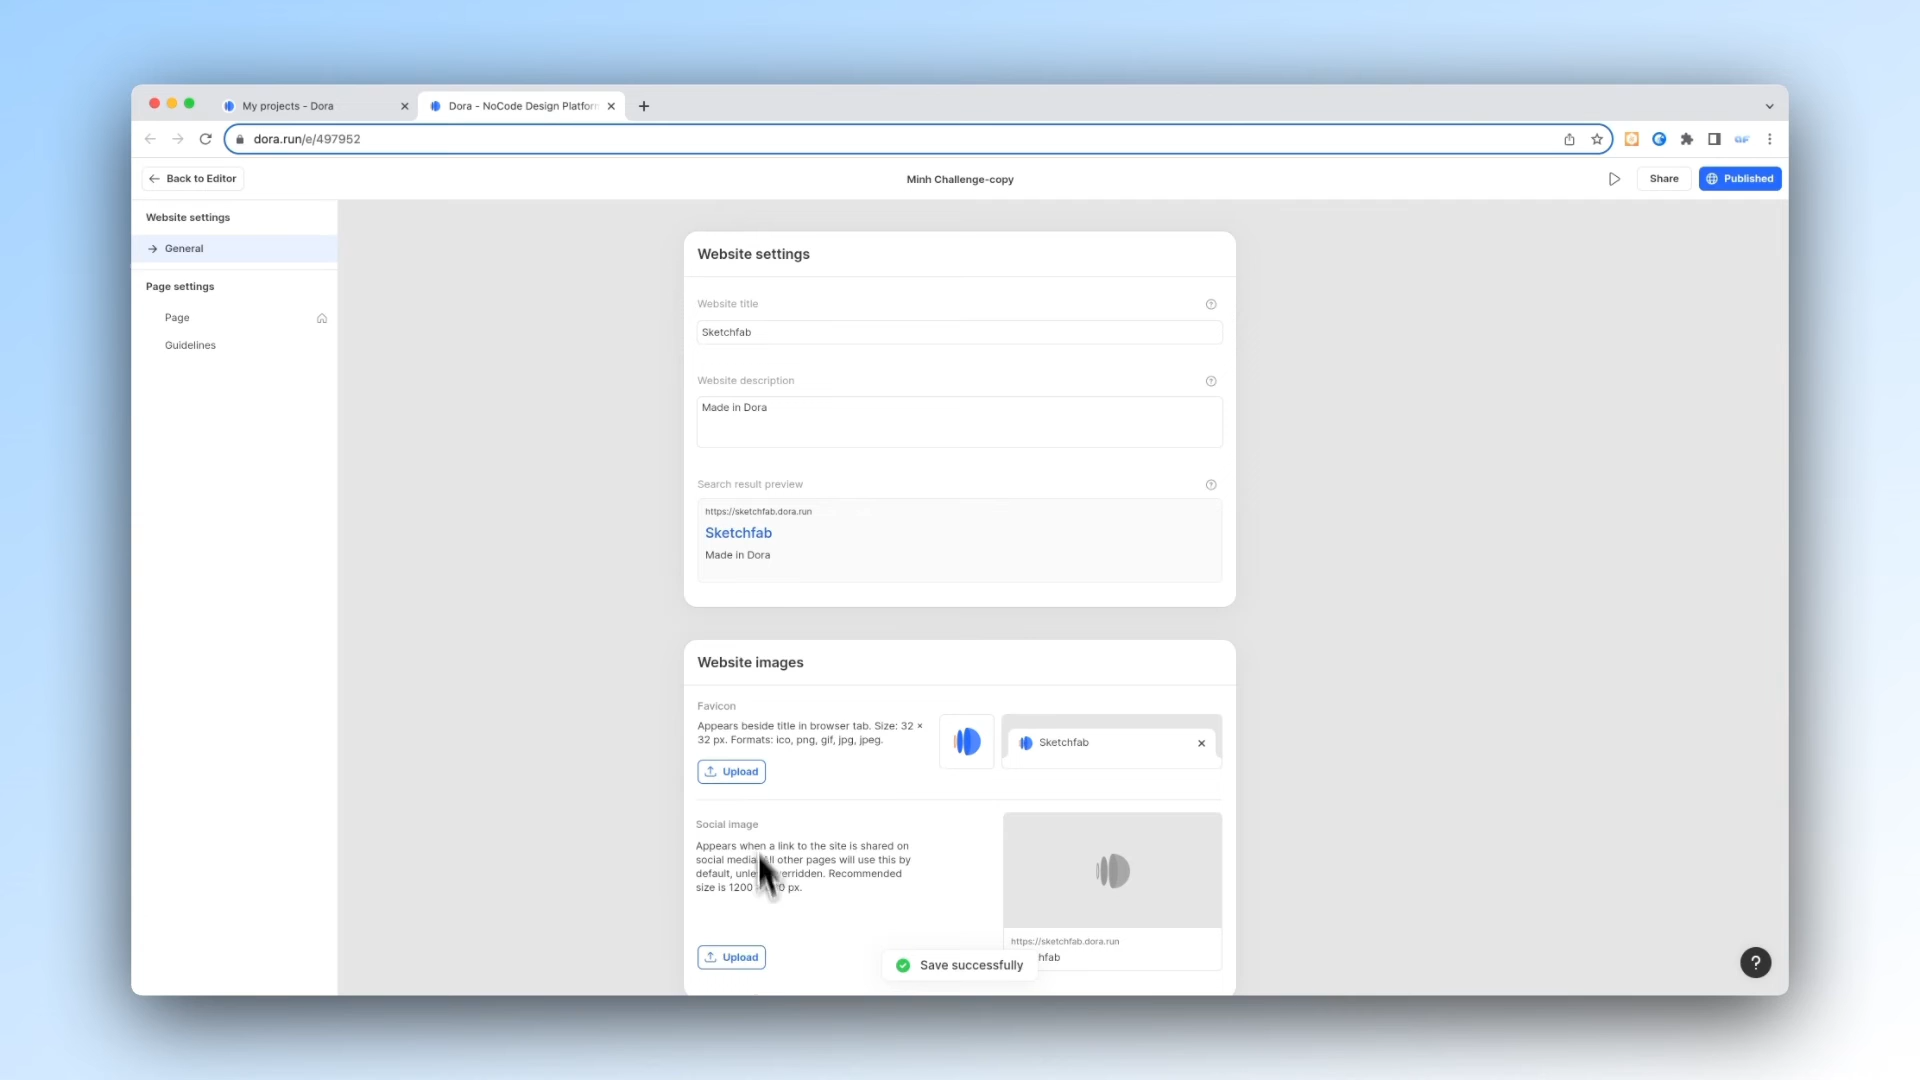 My projects - Dora
Dora - NoCode Design Platform
dora.run/e/497952
Back to Editor
Minh Challenge-copy
Share
Published
Website settings
General
Page settings
Page
Guidelines
Website settings
Website title
Sketchfab
Website description
Made in Dora
Search result preview
https://sketchfab.dora.run
Sketchfab
Made in Dora
Website images
Favicon
Appears beside title in browser tab. Size: 32 ×
32 px. Formats: ico, png, gif, jpg, jpeg.
Upload
Sketchfab
Social image
Appears when a link to the site is shared on
social media. All other pages will use this by
default, overridden. Recommended
size is 1200 px.
Upload
https://sketchfab.dora.run
hfab
Save successfully